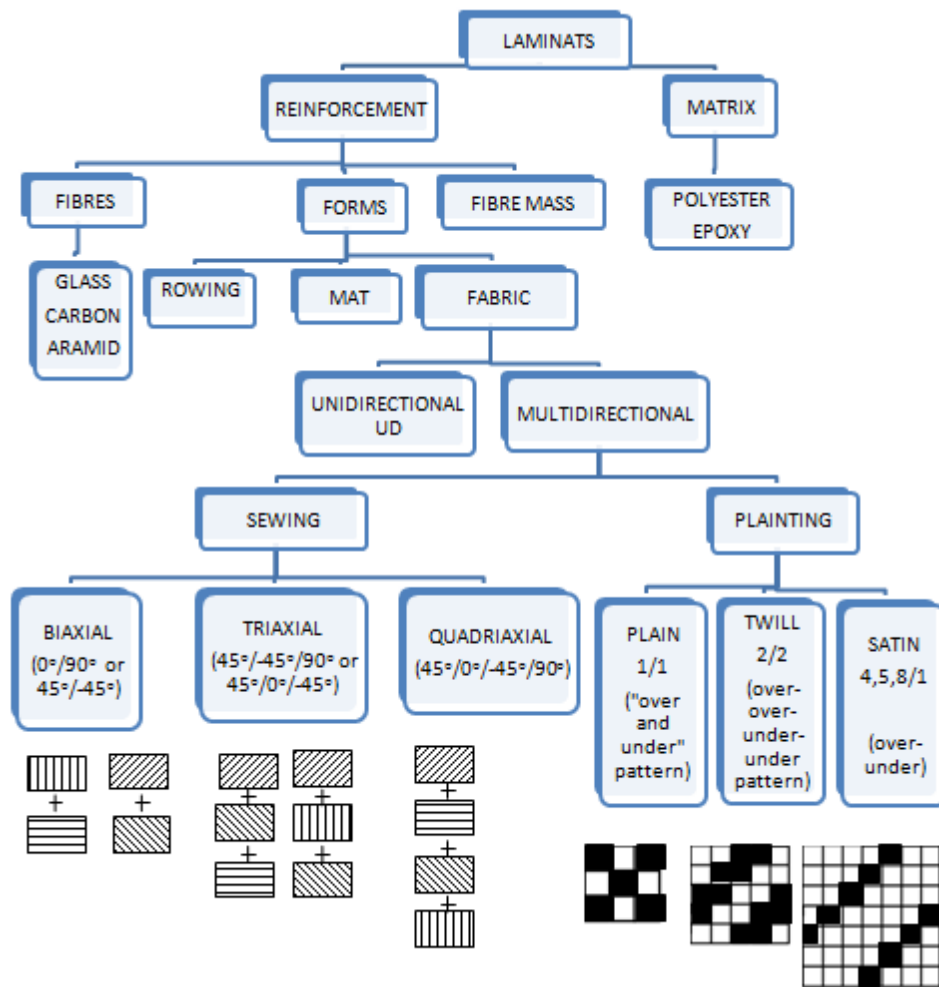 LAMINATS
REINFORCEMENT
MATRIX
FIBRES
FORMS
FIBRE MASS
POLYESTER
EPOXY
GLASS
CARBON
ARAMID
ROWING
MAT
FABRIC
UNIDIRECTIONAL
UD
MULTIDIRECTIONAL
SEWING
PLAINTING
BIAXIAL
(0°/90° or
45°/-45°)
TRIAXIAL
(45°/-45°/90° or
45°/0°/-45°)
QUADRIAXIAL
(45°/0°/-45°/90°)
PLAIN
1/1
("over
and
under"
pattern)
TWILL
2/2
(over-
over-
under-
under
pattern)
SATIN
4,5,8/1
(over-
under)
+
+
+
+
+
+
+
+
+